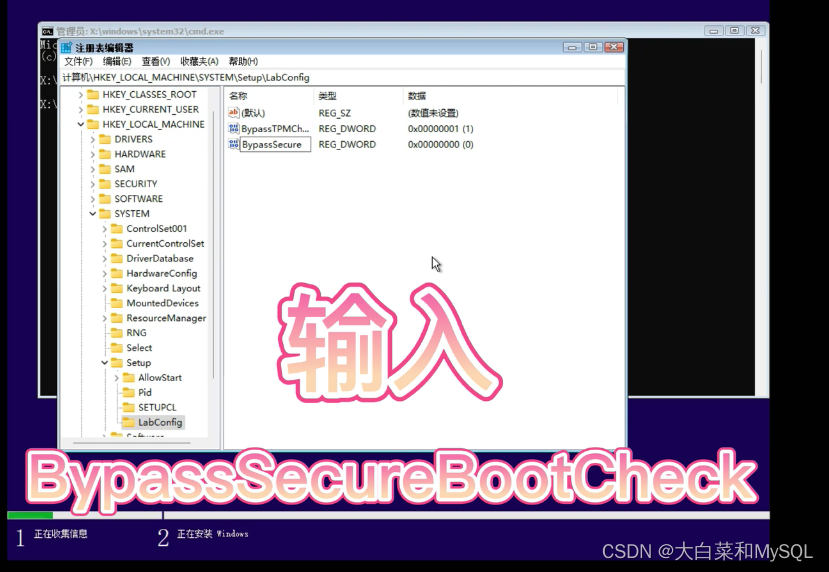 管理员: X:\windows\system32\cmd.exe
Mic
(c)
X:\
X:\
注册表编辑器
文件(F) 编辑(E) 查看(V) 收藏夹(A) 帮助(H)
计算机\HKEY_LOCAL_MACHINE\SYSTEM\Setup\LabConfig
HKEY_CLASSES_ROOT
HKEY_CURRENT_USER
HKEY_LOCAL_MACHINE
DRIVERS
HARDWARE
SAM
SECURITY
SOFTWARE
SYSTEM
ControlSet001
CurrentControlSet
DriverDatabase
HardwareConfig
Keyboard Layout
MountedDevices
ResourceManager
RNG
Select
Setup
AllowStart
Pid
SETUPCL
LabConfig
Software
名称 类型 数据
(默认) REG_SZ (数值未设置)
BypassTPMCh... REG_DWORD 0x00000001 (1)
BypassSecure REG_DWORD 0x00000000 (0)
输入
BypassSecureBootCheck
1 正在收集信息 2 正在安装 Windows
CSDN @大白菜和MySQL